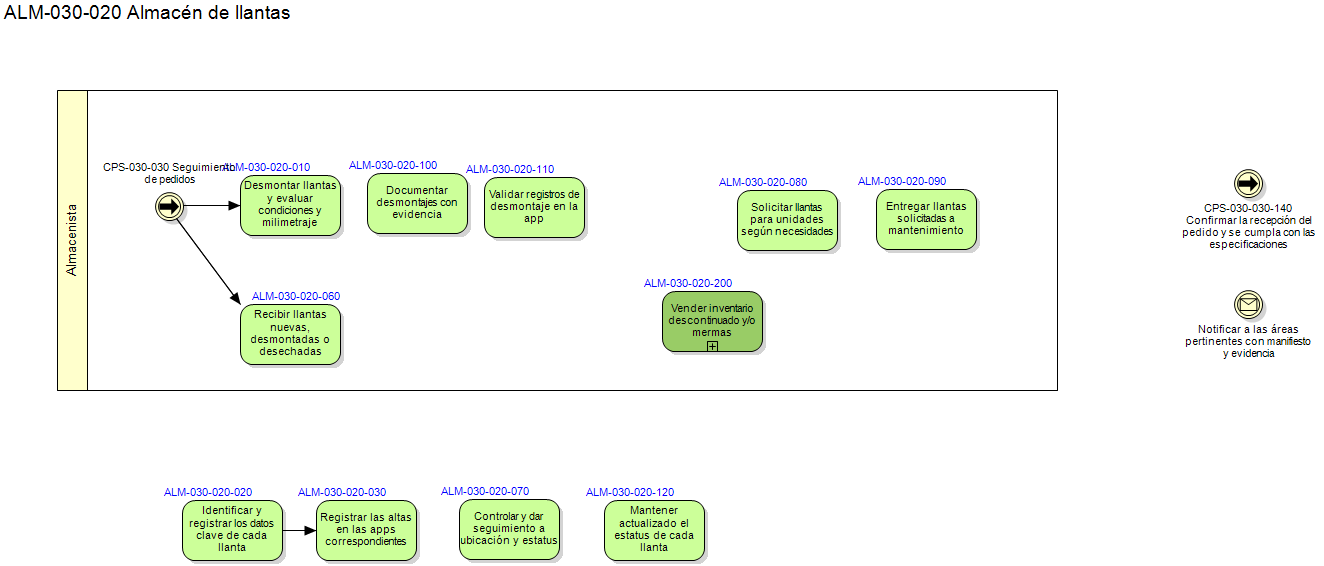 ALM-030-020 Almacén de llantas
Almacenista
CPS-030-030 Seguimiento
de pedidos
ALM-030-020-010
Desmontar llantas
y evaluar
condiciones y
milimetraje
ALM-030-020-100
Documentar
desmontajes con
evidencia
ALM-030-020-110
Validar registros de
desmontaje en la
app
ALM-030-020-080
Solicitar llantas
para unidades
según necesidades
ALM-030-020-090
Entregar llantas
solicitadas a
mantenimiento
CPS-030-030-140
Confirmar la recepción del
pedido y se cumpla con las
especificaciones
ALM-030-020-060
Recibir llantas
nuevas,
desmontadas o
desechadas
ALM-030-020-200
Vender inventario
descontinuado y/o
mermas
Notificar a las áreas
pertinentes con manifiesto
y evidencia
ALM-030-020-020
Identificar y
registrar los datos
clave de cada
llanta
ALM-030-020-030
Registrar las altas
en las apps
correspondientes
ALM-030-020-070
Controlar y dar
seguimiento a
ubicación y estatus
ALM-030-020-120
Mantener
actualizado el
estatus de cada
llanta